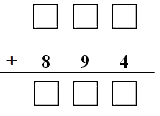 □ □ □
+ 8 9 4
□ □ □